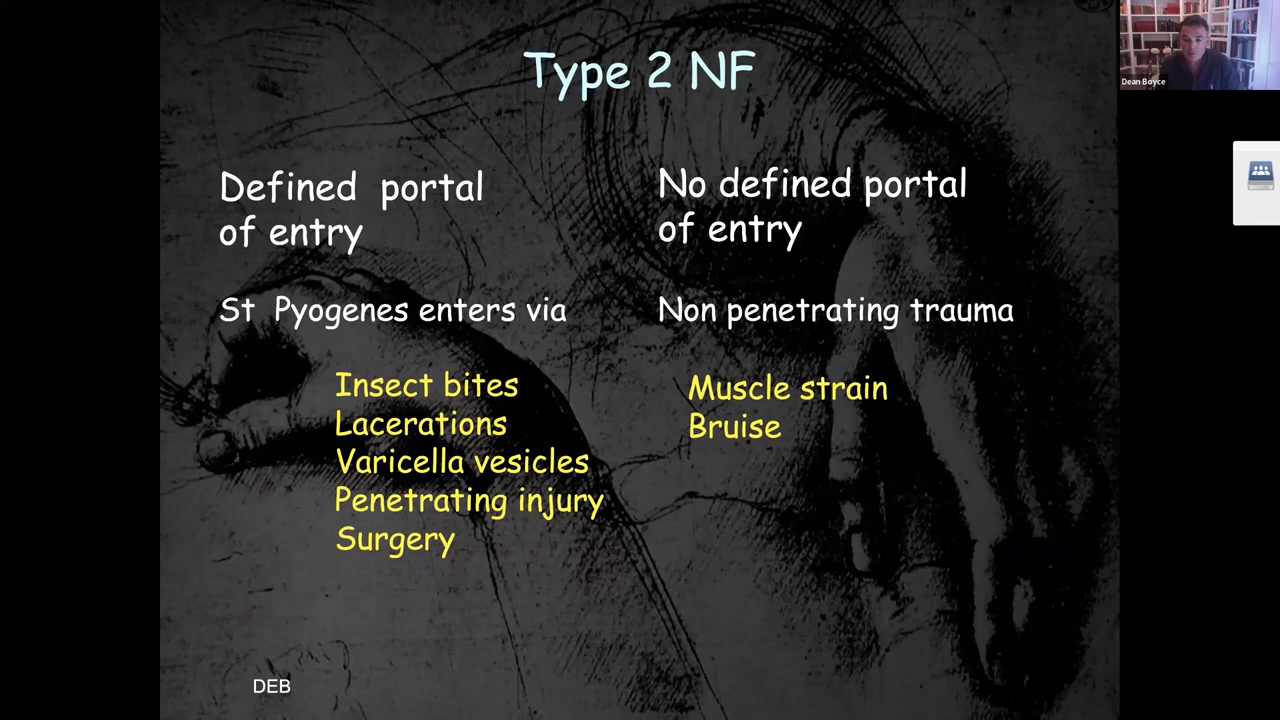 Type 2 NF
Dean Boyce
Defined portal
of entry
St Pyogenes enters via
Insect bites
Lacerations
Varicella vesicles
Penetrating injury
Surgery
No defined portal
of entry
Non penetrating trauma
Muscle strain
Bruise
DEB